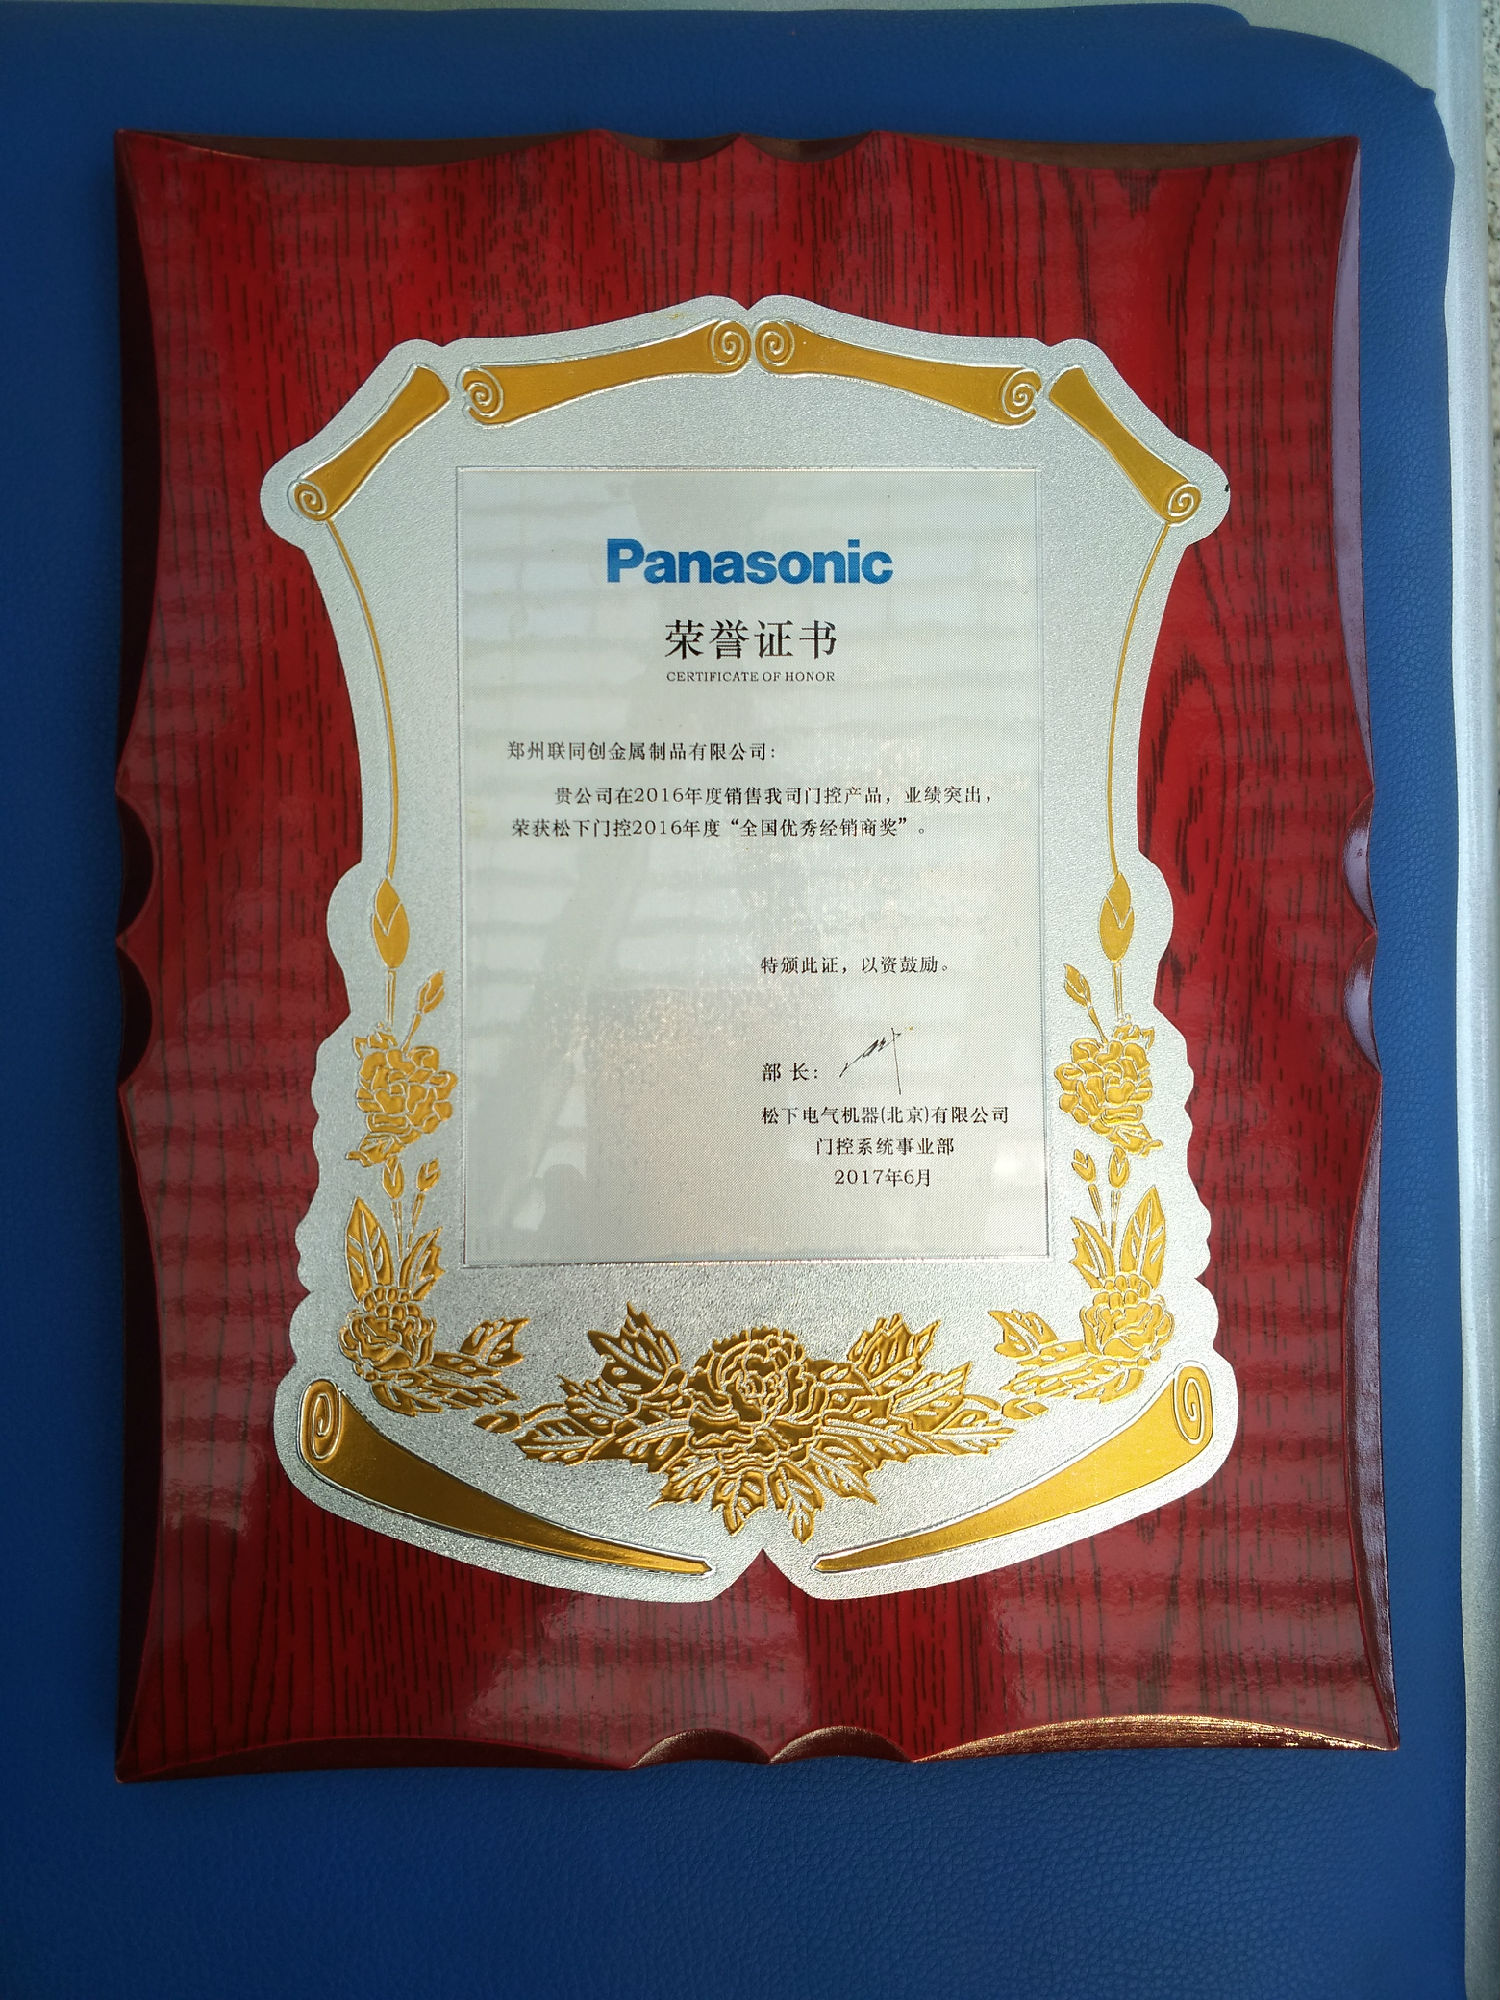 Panasonic
荣誉证书
CERTIFICATE OF HONOR
郑州联同创金属制品有限公司：
贵公司在2016年度销售我司门控产品，业绩突出，
荣获松下门控2016年度“全国优秀经销商奖”。
特颁此证，以资鼓励。
部 长：
松下电气机器(北京)有限公司
门控系统事业部
2017年6月